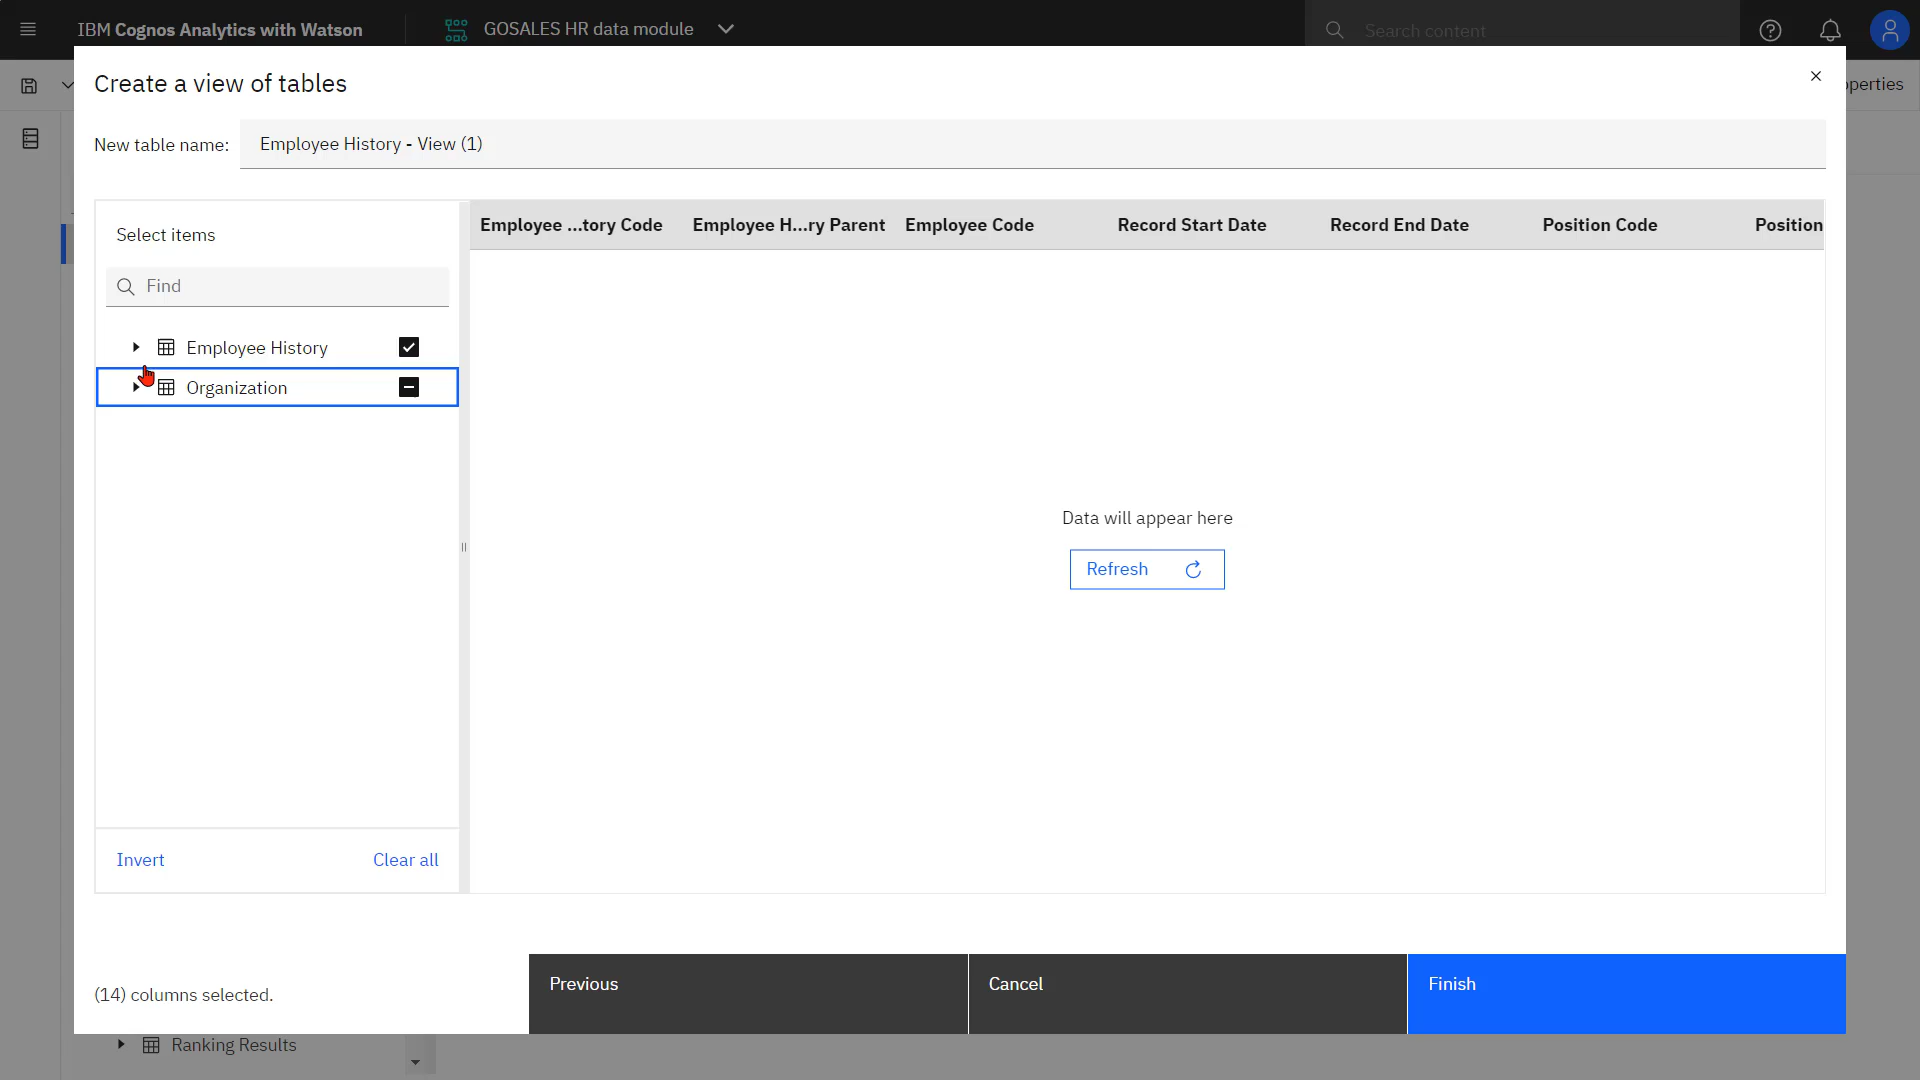 IBM Cognos Analytics with Watson
GOSALES HR data module
Search content
Create a view of tables
operties
New table name:
Employee History - View (1)
Select items
Find
Employee History
Organization
Employee ...tory Code
Employee H...ry Parent
Employee Code
Record Start Date
Record End Date
Position Code
Position
Data will appear here
Refresh
Invert
Clear all
(14) columns selected.
Previous
Cancel
Finish
Ranking Results